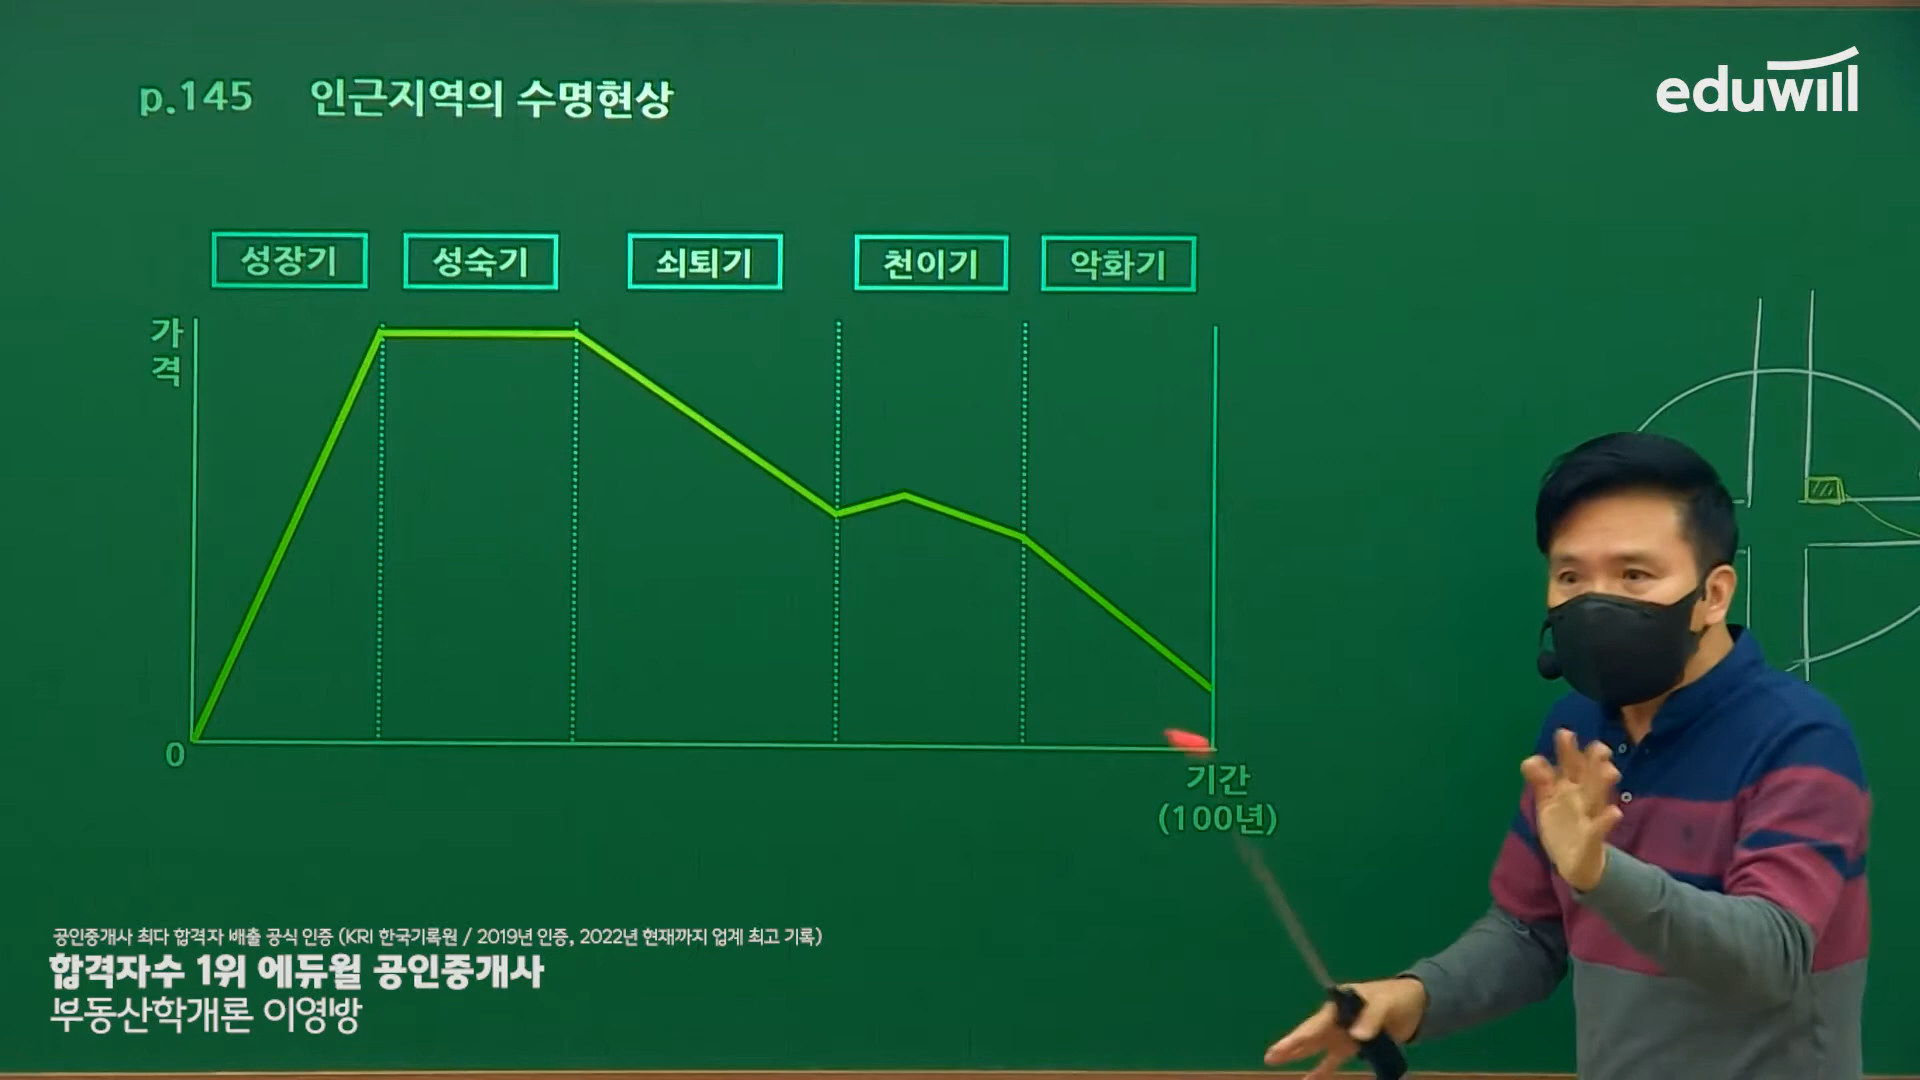 p.145 인근지역의 수명현상
eduwill
성장기 성숙기 쇠퇴기 천이기 악화기
가격
0
기간
(100년)
공인중개사 최다 합격자 배출 공식 인증 (KRI 한국기록원 / 2019년 인증, 2022년 현재까지 업계 최고 기록)
합격자수 1위 에듀윌 공인중개사
부동산학개론 이영방